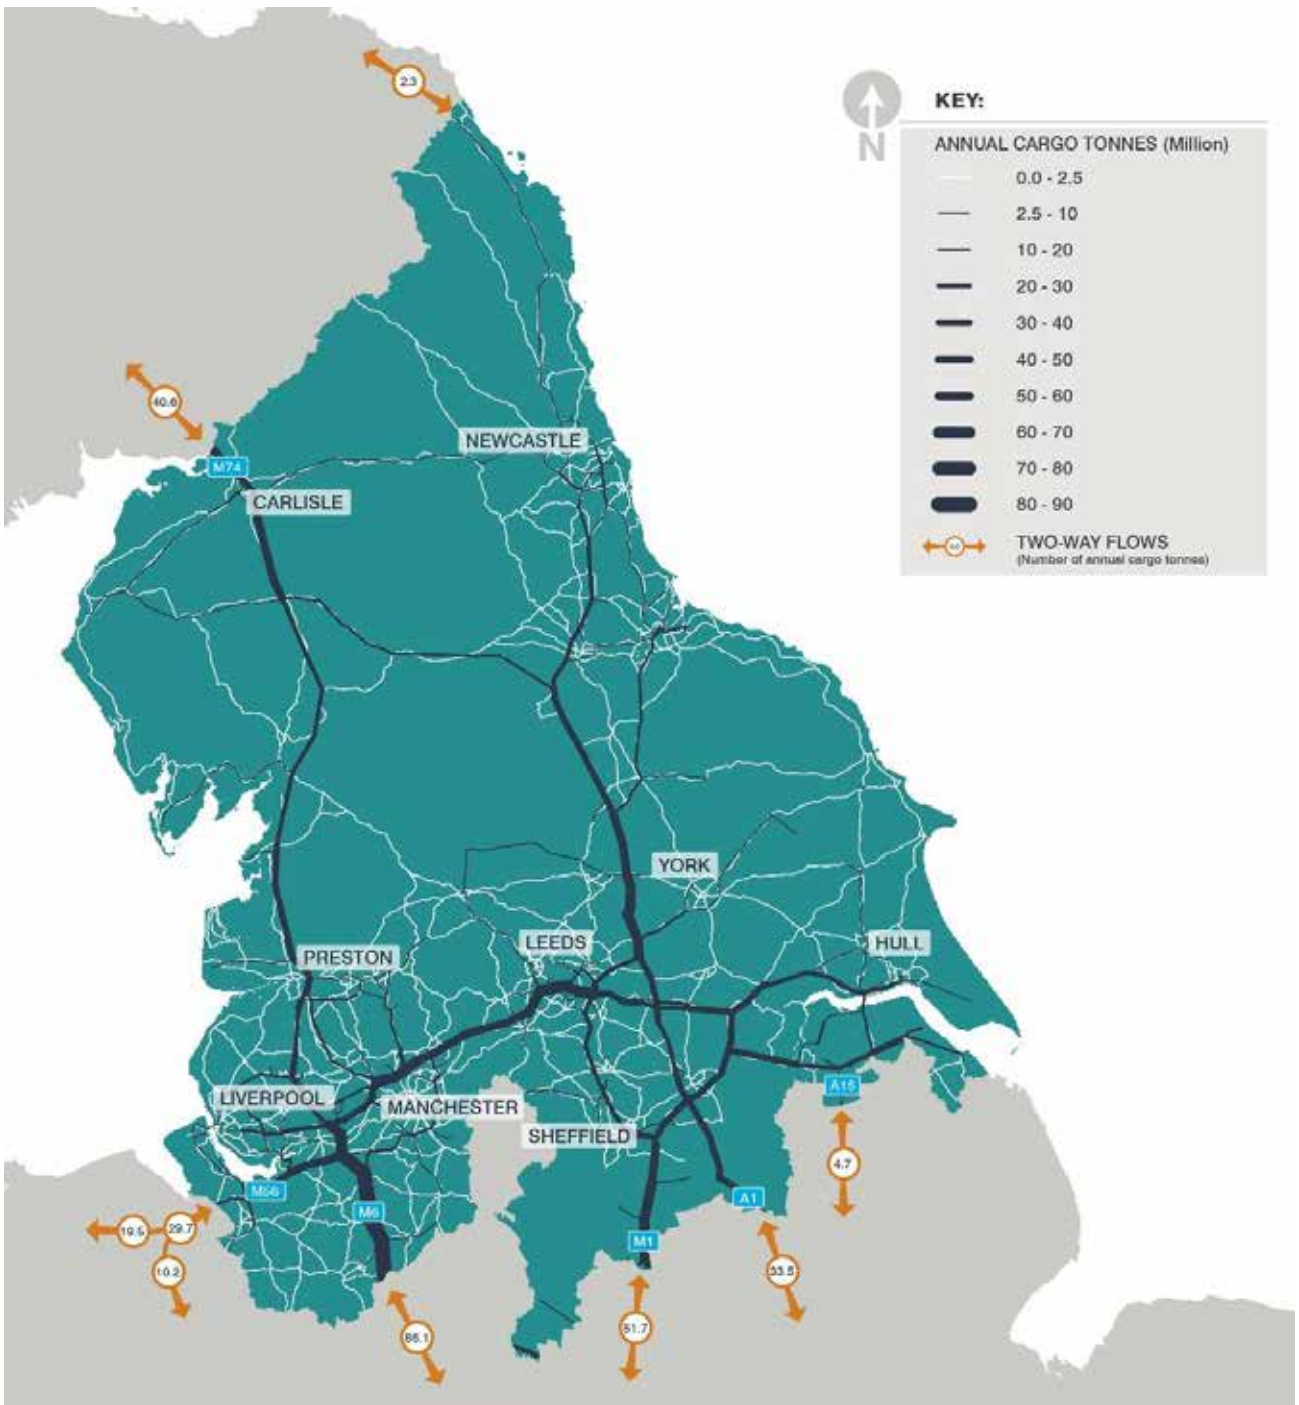 2.3
KEY:
N
ANNUAL CARGO TONNES (Million)
0.0 - 2.5
2.5 - 10
10 - 20
20 - 30
30 - 40
40 - 50
50 - 60
60 - 70
70 - 80
80 - 90
TWO-WAY FLOWS
(Number of annual cargo tonnes)
40.6
NEWCASTLE
M74
CARLISLE
YORK
LEEDS
HULL
PRESTON
A15
LIVERPOOL
MANCHESTER
SHEFFIELD
4.7
M56
A1
M6
19.5
29.7
M1
10.2
33.5
51.7